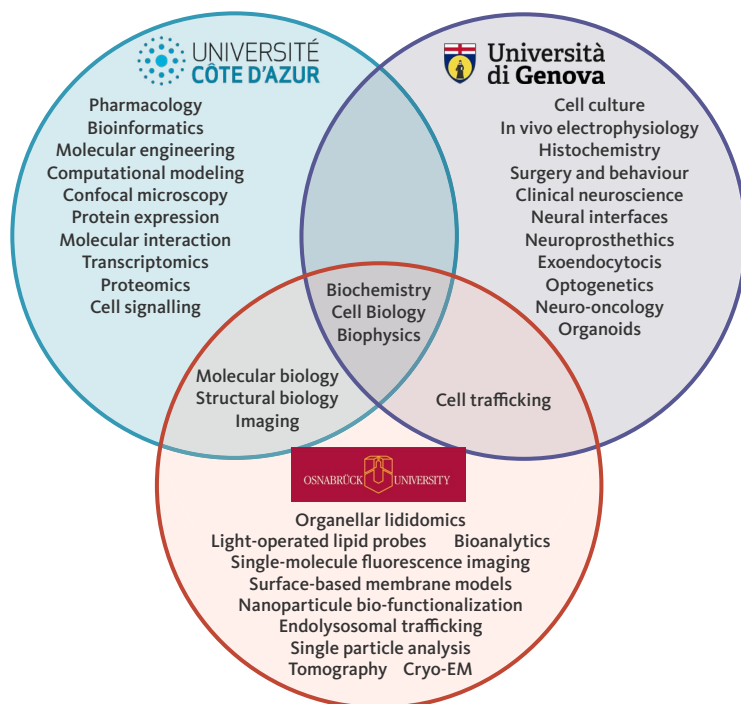 UNIVERSITÉ
CÔTE D'AZUR
Università
di Genova
Pharmacology
Bioinformatics
Molecular engineering
Computational modeling
Confocal microscopy
Protein expression
Molecular interaction
Transcriptomics
Proteomics
Cell signalling
Cell culture
In vivo electrophysiology
Histochemistry
Surgery and behaviour
Clinical neuroscience
Neural interfaces
Neuroprosthethics
Exoendocytocis
Optogenetics
Neuro-oncology
Organoids
Biochemistry
Cell Biology
Biophysics
Molecular biology
Structural biology
Imaging
Cell trafficking
OSNABRÜCK UNIVERSITY
Organellar lididomics
Light-operated lipid probes Bioanalytics
Single-molecule fluorescence imaging
Surface-based membrane models
Nanoparticule bio-functionalization
Endolysosomal trafficking
Single particle analysis
Tomography Cryo-EM